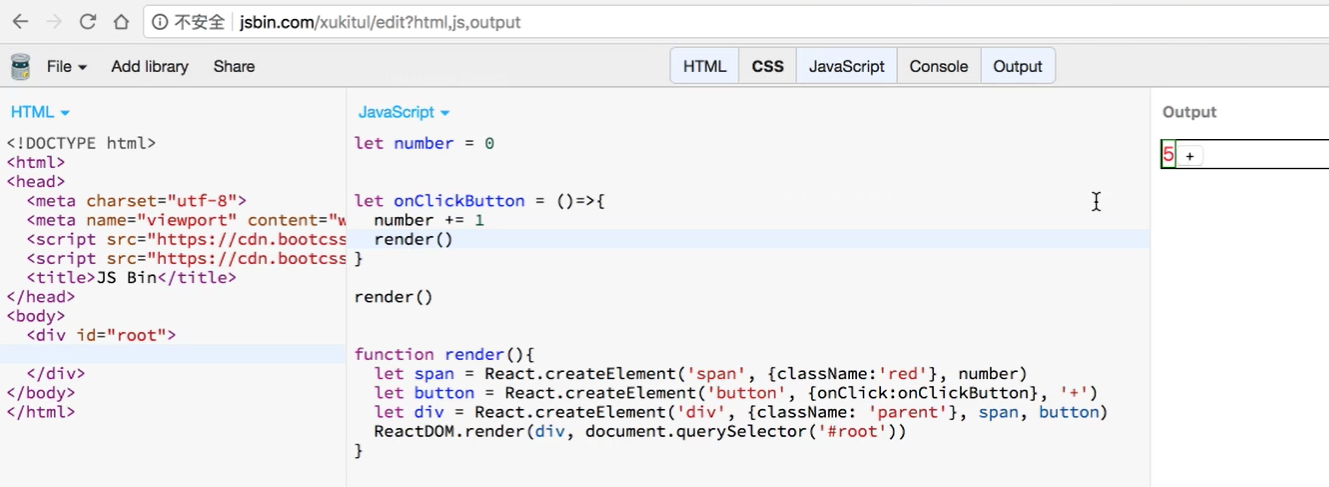 不安全 jsbin.com/xukitul/edit?html,js,output
File Add library Share HTML CSS JavaScript Console Output
HTML
<!DOCTYPE html>
<html>
<head>
<meta charset="utf-8">
<meta name="viewport" content="w
<script src="https://cdn.bootcss
<script src="https://cdn.bootcss
<title>JS Bin</title>
</head>
<body>
<div id="root">
</div>
</body>
</html>
JavaScript
let number = 0
let onClickButton = ()=>{
number += 1
render()
}
render()
function render(){
let span = React.createElement('span', {className:'red'}, number)
let button = React.createElement('button', {onClick:onClickButton}, '+')
let div = React.createElement('div', {className: 'parent'}, span, button)
ReactDOM.render(div, document.querySelector('#root'))
}
Output
5 +